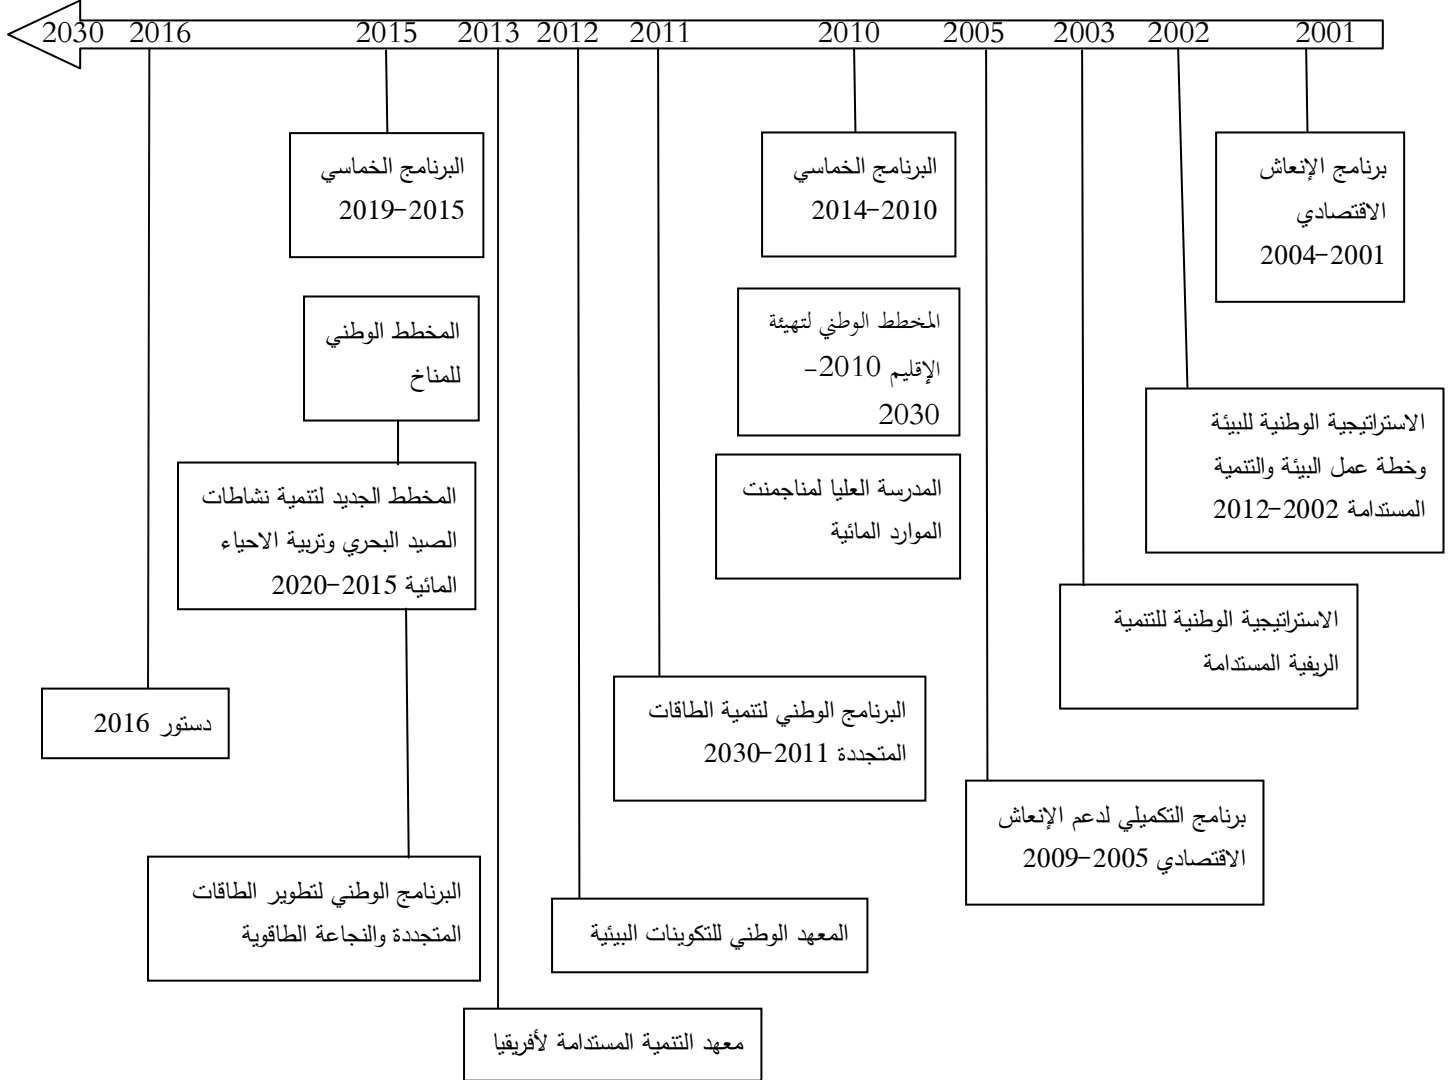 2001 2002 2003 2005 2010 2011 2012 2013 2015 2016 2030
برنامج الإنعاش
الاقتصادي
2001-2004
الاستراتيجية الوطنية للبيئة
وخطة عمل البيئة والتنمية
المستدامة 2002-2012
الاستراتيجية الوطنية للتنمية
الريفية المستدامة
برنامج التكميلي لدعم الإنعاش
الاقتصادي 2005-2009
البرنامج الخماسي
2010-2014
المخطط الوطني لتهيئة
الإقليم 2010-
2030
المدرسة العليا لمناجمنت
الموارد المائية
البرنامج الوطني لتنمية الطاقات
المتجددة 2011-2030
المعهد الوطني للتكوينات البيئية
معهد التنمية المستدامة لأفريقيا
البرنامج الخماسي
2015-2019
المخطط الوطني
للمناخ
المخطط الجديد لتنمية نشاطات
الصيد البحري وتربية الاحياء
المائية 2015-2020
البرنامج الوطني لتطوير الطاقات
المتجددة والنجاعة الطاقوية
دستور 2016